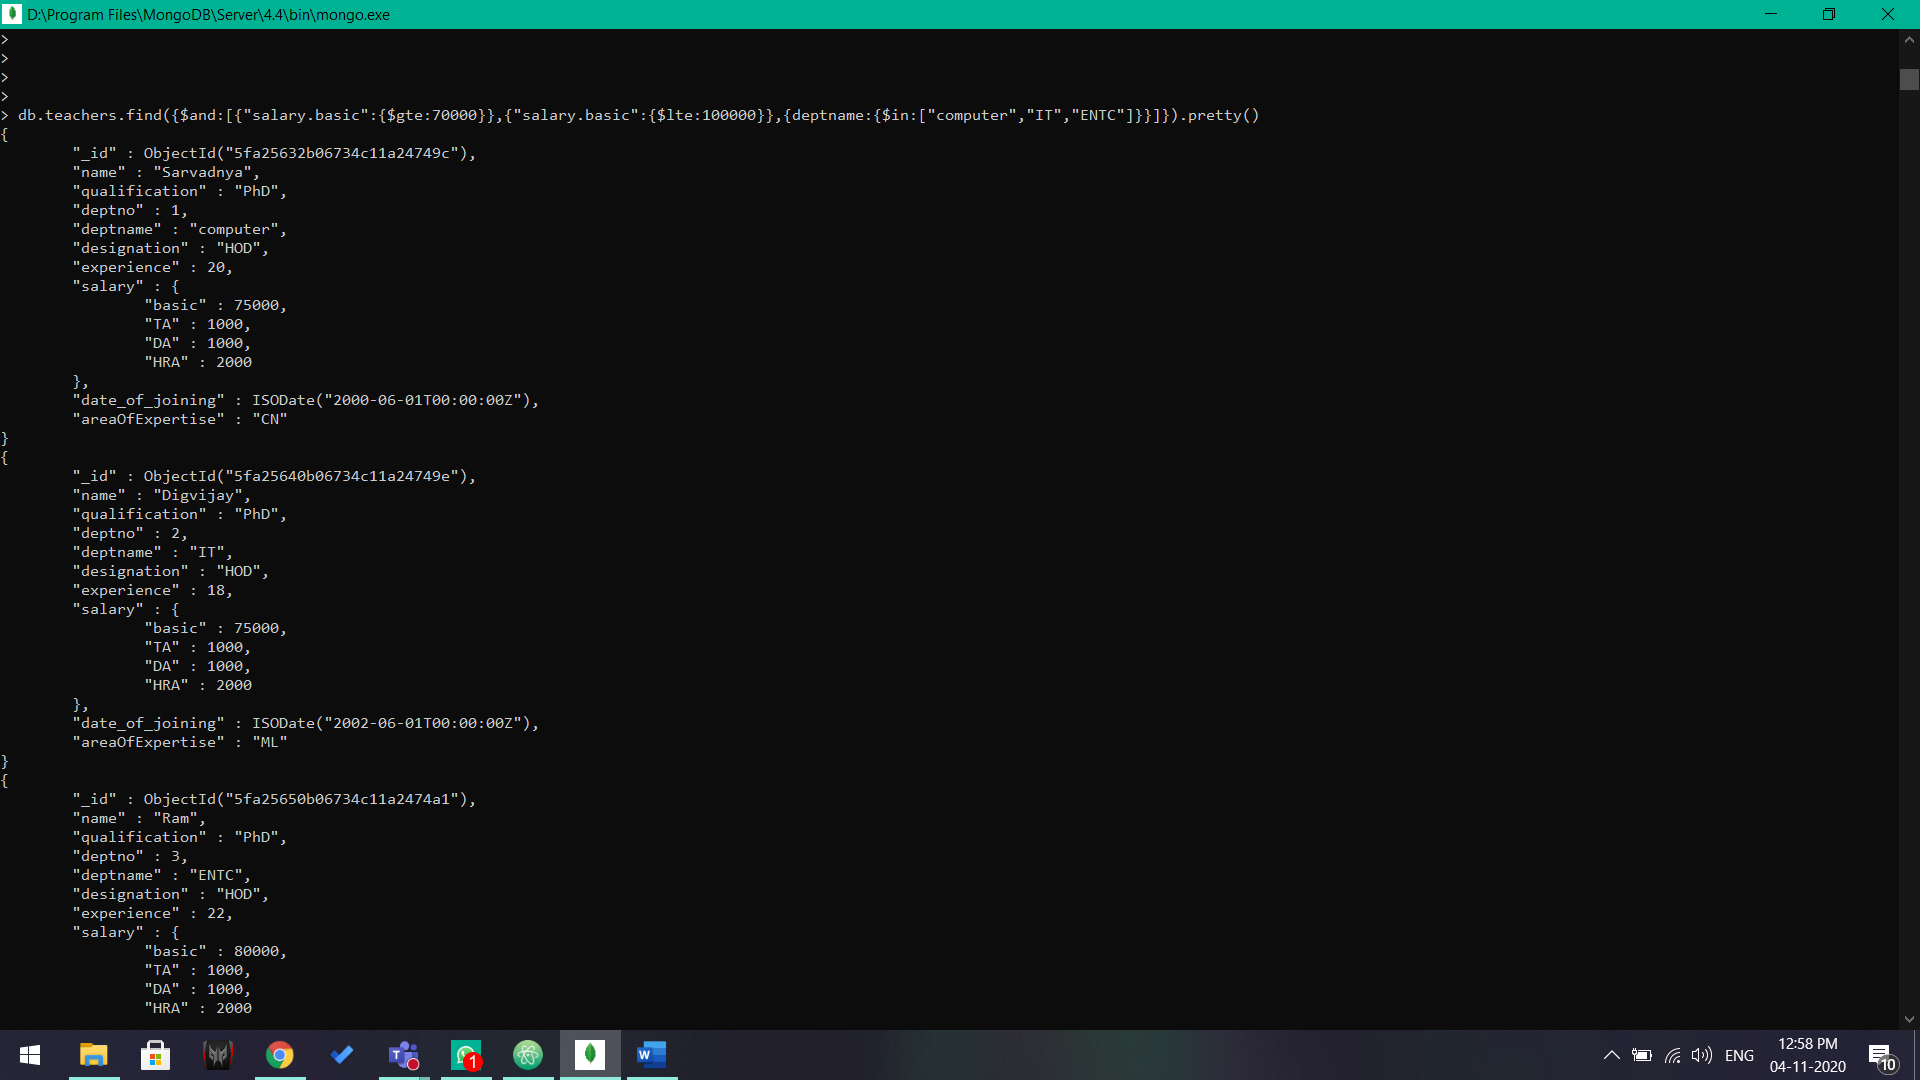 D:\Program Files\MongoDB\Server\4.4\bin\mongo.exe
>
>
>
>
> db.teachers.find({$and:[{"salary.basic":{$gte:70000}},{"salary.basic":{$lte:100000}},{deptname:{$in:["computer","IT","ENTC"]}}]}).pretty()
{
"_id" : ObjectId("5fa25632b06734c11a24749c"),
"name" : "Sarvadnya",
"qualification" : "PhD",
"deptno" : 1,
"deptname" : "computer",
"designation" : "HOD",
"experience" : 20,
"salary" : {
"basic" : 75000,
"TA" : 1000,
"DA" : 1000,
"HRA" : 2000
},
"date_of_joining" : ISODate("2000-06-01T00:00:00Z"),
"areaOfExpertise" : "CN"
}
{
"_id" : ObjectId("5fa25640b06734c11a24749e"),
"name" : "Digvijay",
"qualification" : "PhD",
"deptno" : 2,
"deptname" : "IT",
"designation" : "HOD",
"experience" : 18,
"salary" : {
"basic" : 75000,
"TA" : 1000,
"DA" : 1000,
"HRA" : 2000
},
"date_of_joining" : ISODate("2002-06-01T00:00:00Z"),
"areaOfExpertise" : "ML"
}
{
"_id" : ObjectId("5fa25650b06734c11a2474a1"),
"name" : "Ram",
"qualification" : "PhD",
"deptno" : 3,
"deptname" : "ENTC",
"designation" : "HOD",
"experience" : 22,
"salary" : {
"basic" : 80000,
"TA" : 1000,
"DA" : 1000,
"HRA" : 2000
T
1
W
ENG
12:58 PM
04-11-2020
10